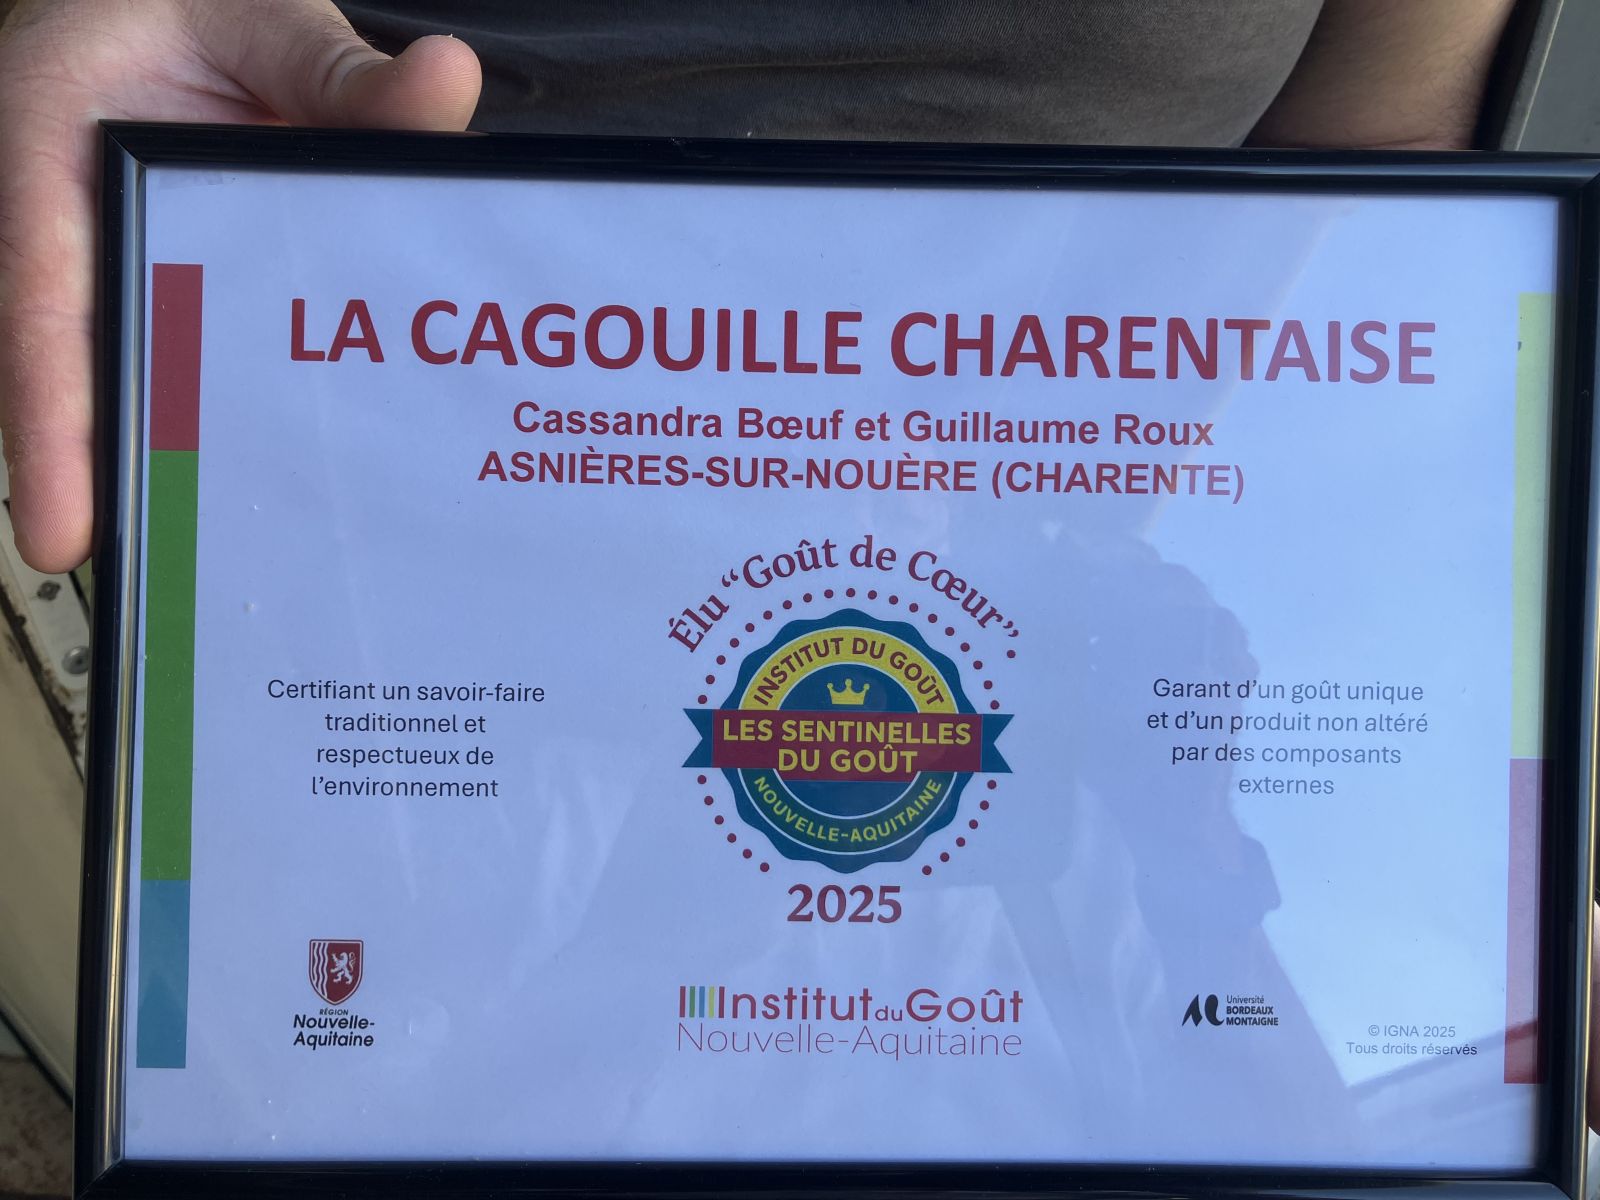 LA CAGOUILLE CHARENTAISE
Cassandra Bœuf et Guillaume Roux
ASNIÈRES-SUR-NOUÈRE (CHARENTE)
Élu “Goût de Cœur”
INSTITUT DU GOÛT
LES SENTINELLES
DU GOÛT
NOUVELLE-AQUITAINE
2025
Certifiant un savoir-faire
traditionnel et
respectueux de
l’environnement
Garant d’un goût unique
et d’un produit non altéré
par des composants
externes
RÉGION
Nouvelle-
Aquitaine
Institut du Goût
Nouvelle-Aquitaine
Université
BORDEAUX
MONTAIGNE
© IGNA 2025
Tous droits réservés